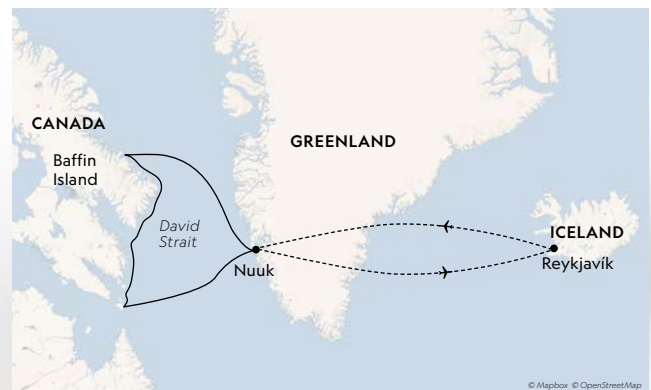 CANADA
Baffin
Island
GREENLAND
David
Strait
Nuuk
ICELAND
Reykjavík
© Mapbox © OpenStreetMap